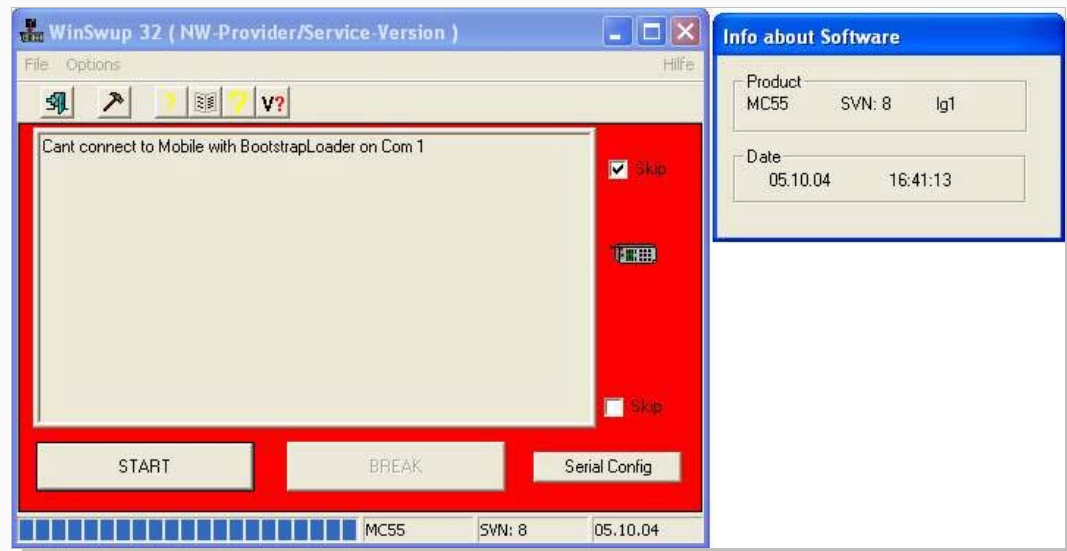 WinSwup 32 ( NW-Provider/Service-Version )
File Options Hilfe
? ? V?
Cant connect to Mobile with BootstrapLoader on Com 1
Skip
Skip
START BREAK Serial Config
MC55 SVN: 8 05.10.04
Info about Software
Product
MC55 SVN: 8 lg1
Date
05.10.04 16:41:13